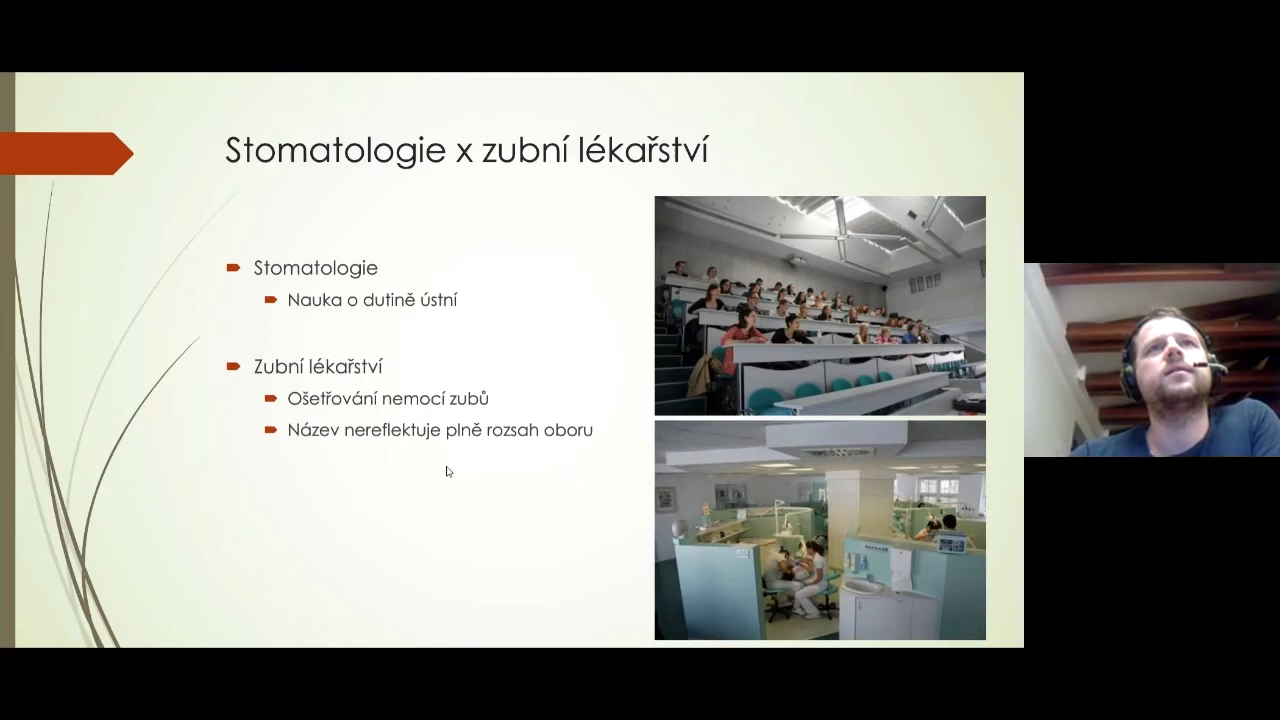 Stomatologie x zubní lékařství
Stomatologie
Nauka o dutině ústní
Zubní lékařství
Ošetřování nemocí zubů
Název nereflektuje plně rozsah oboru